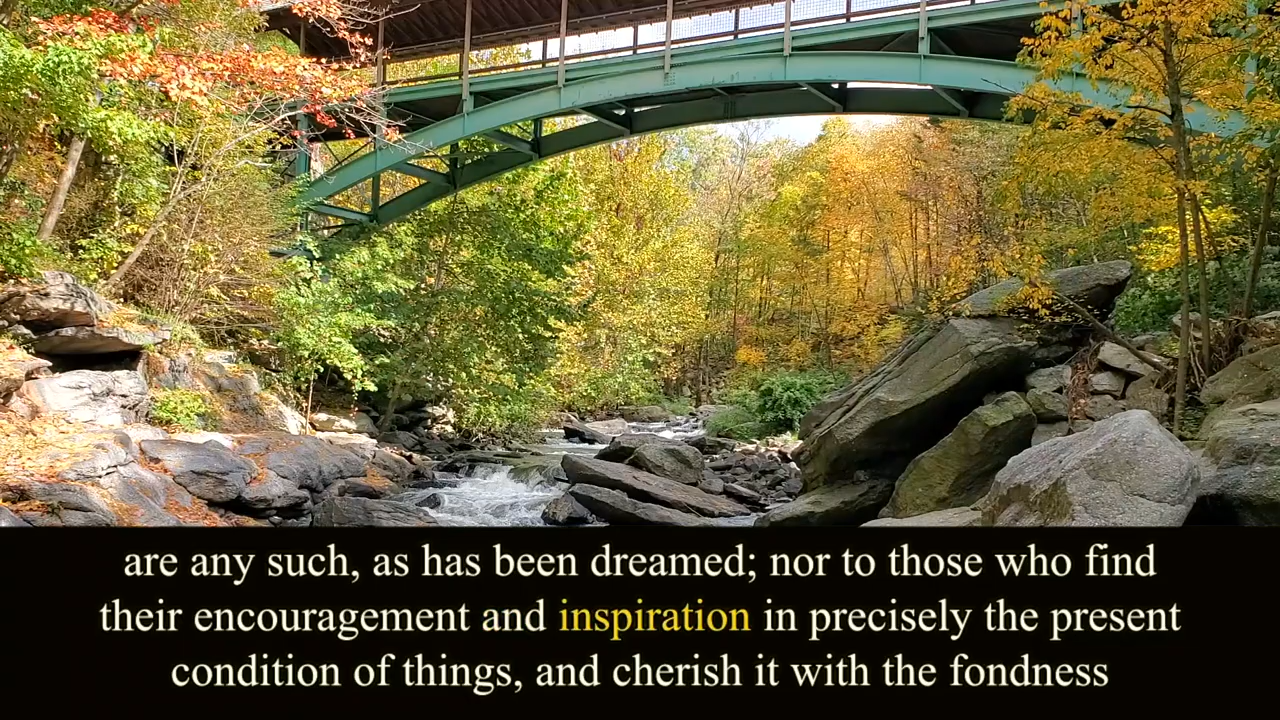 are any such, as has been dreamed; nor to those who find
their encouragement and inspiration in precisely the present
condition of things, and cherish it with the fondness